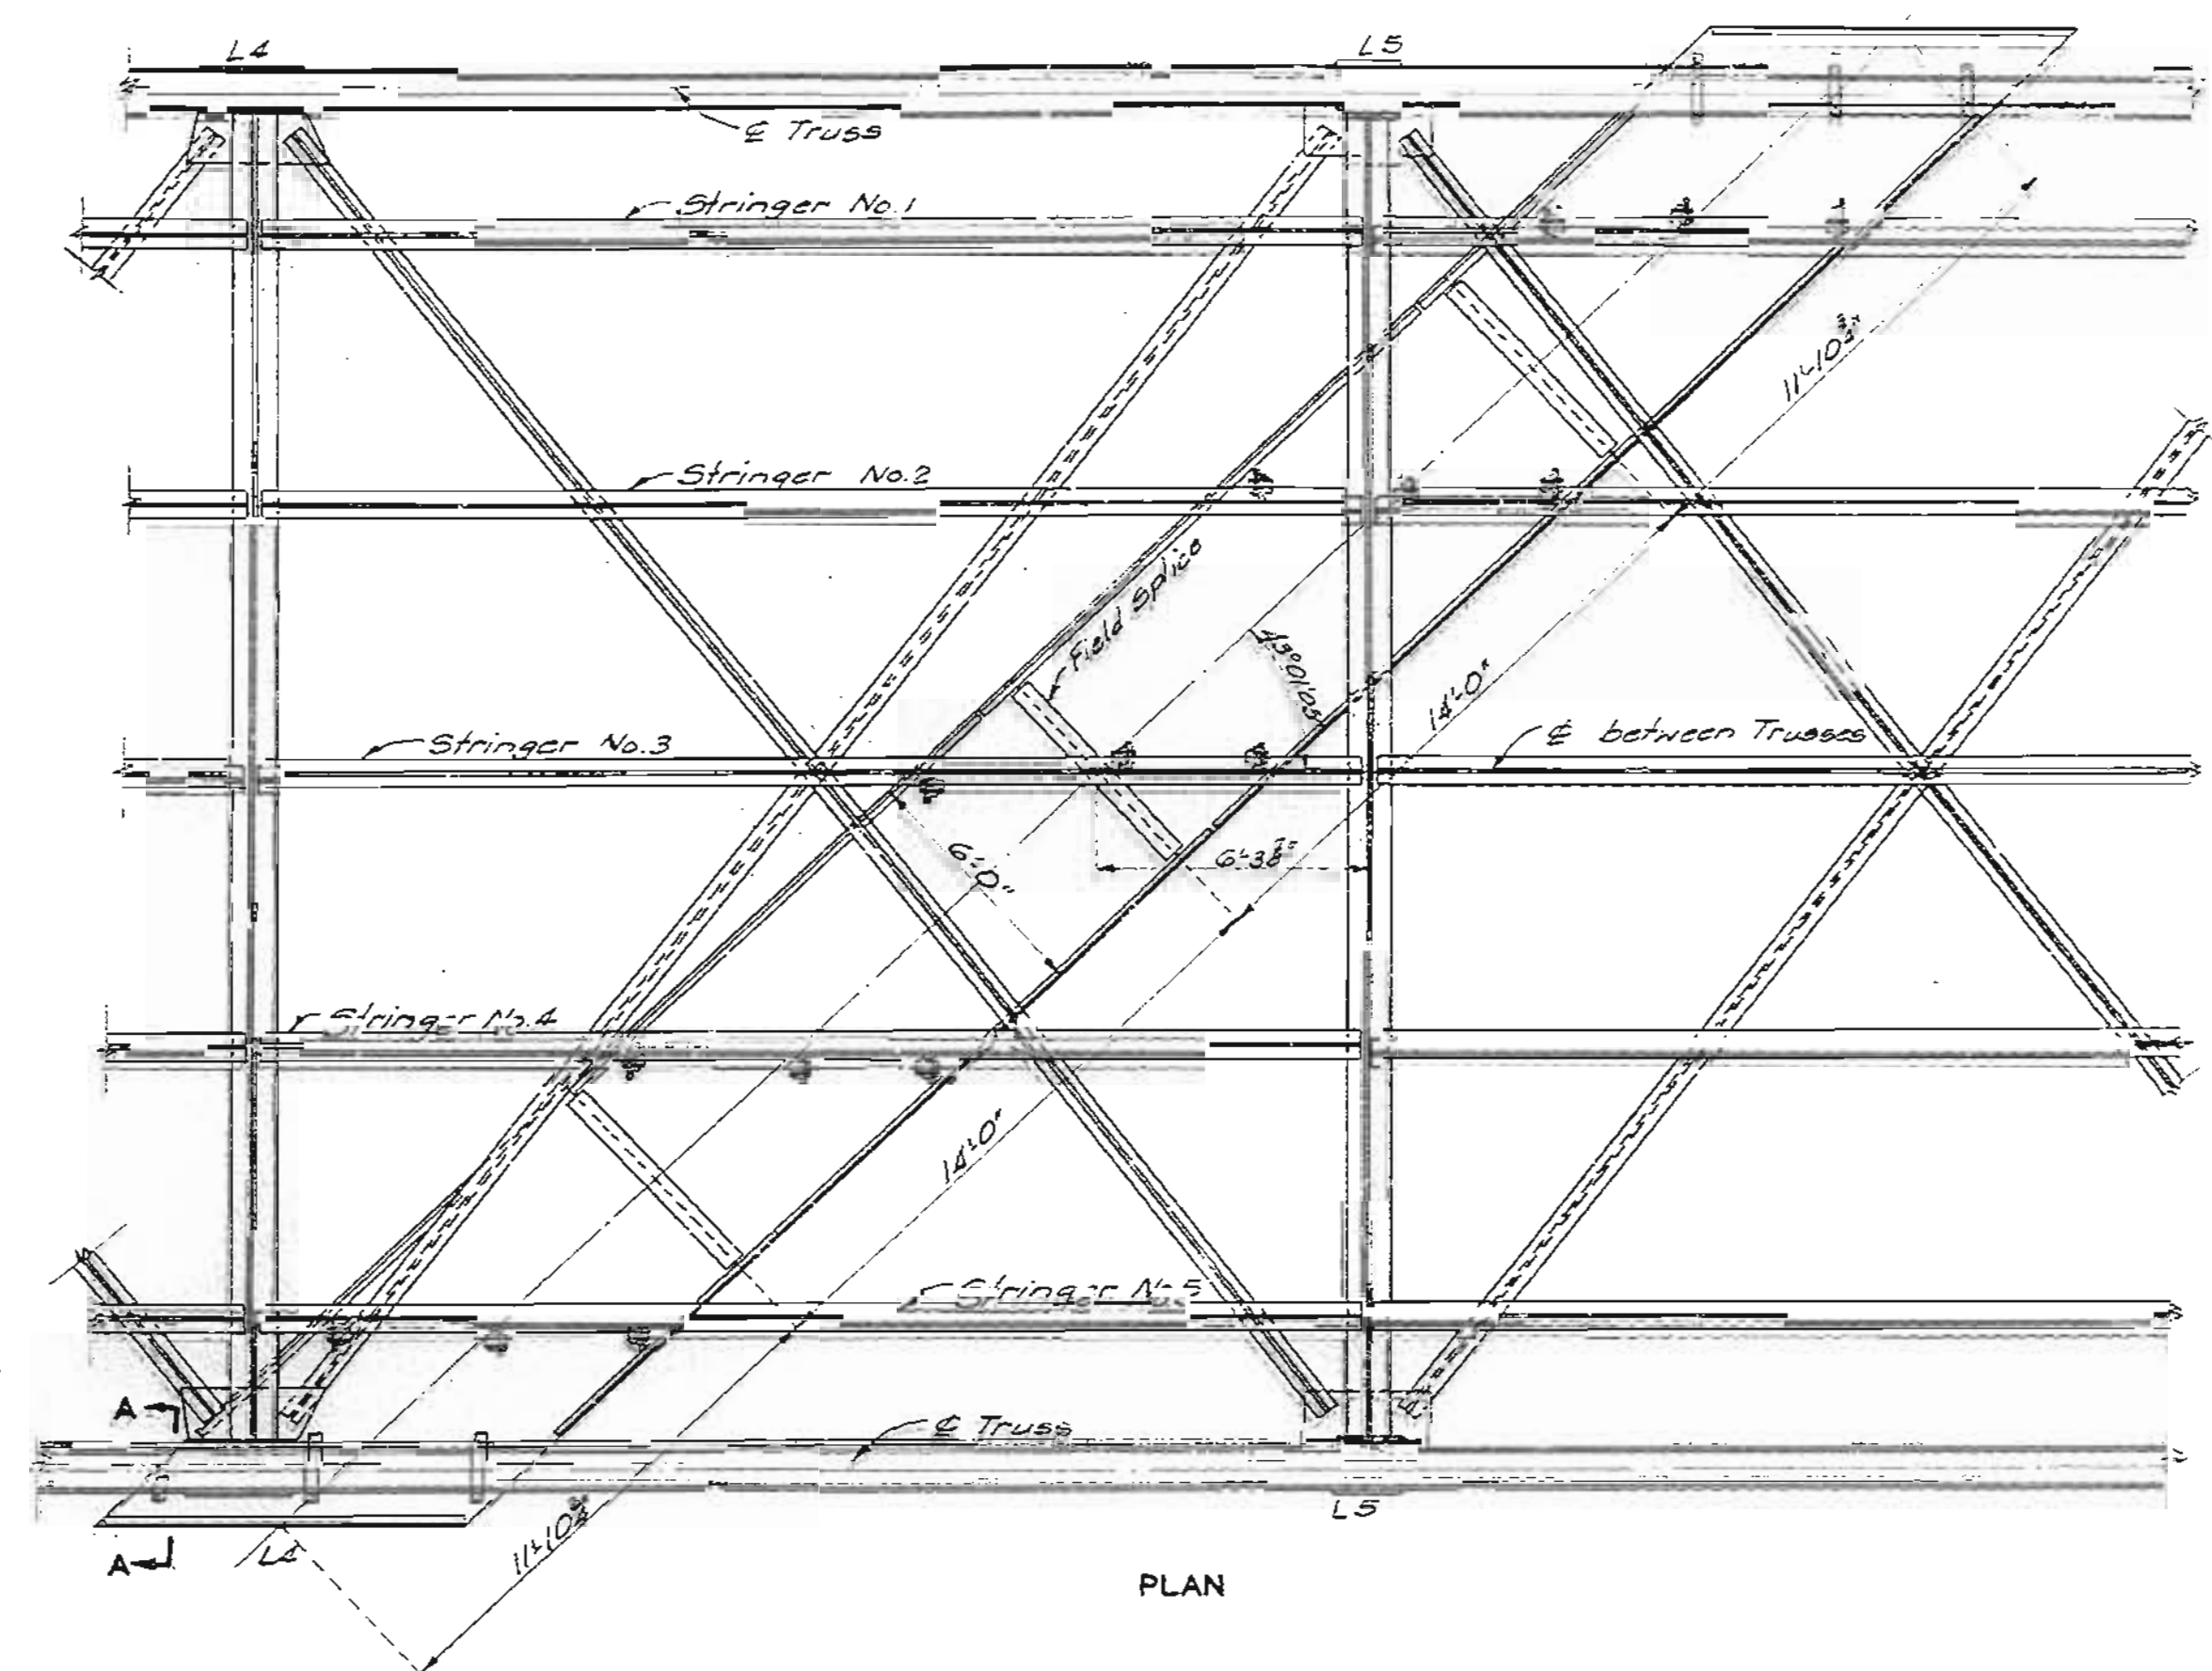 L4
L5
℄ Truss
Stringer No.1
11'-10¾"
Stringer No.2
Field Splice
43°01'05"
14'-0"
Stringer No.3
℄ between Trusses
6'-0"
6'-3⅜"
Stringer No.4
14'-0"
Stringer No.5
A
℄ Truss
L5
A
L4
11'-10¾"
PLAN